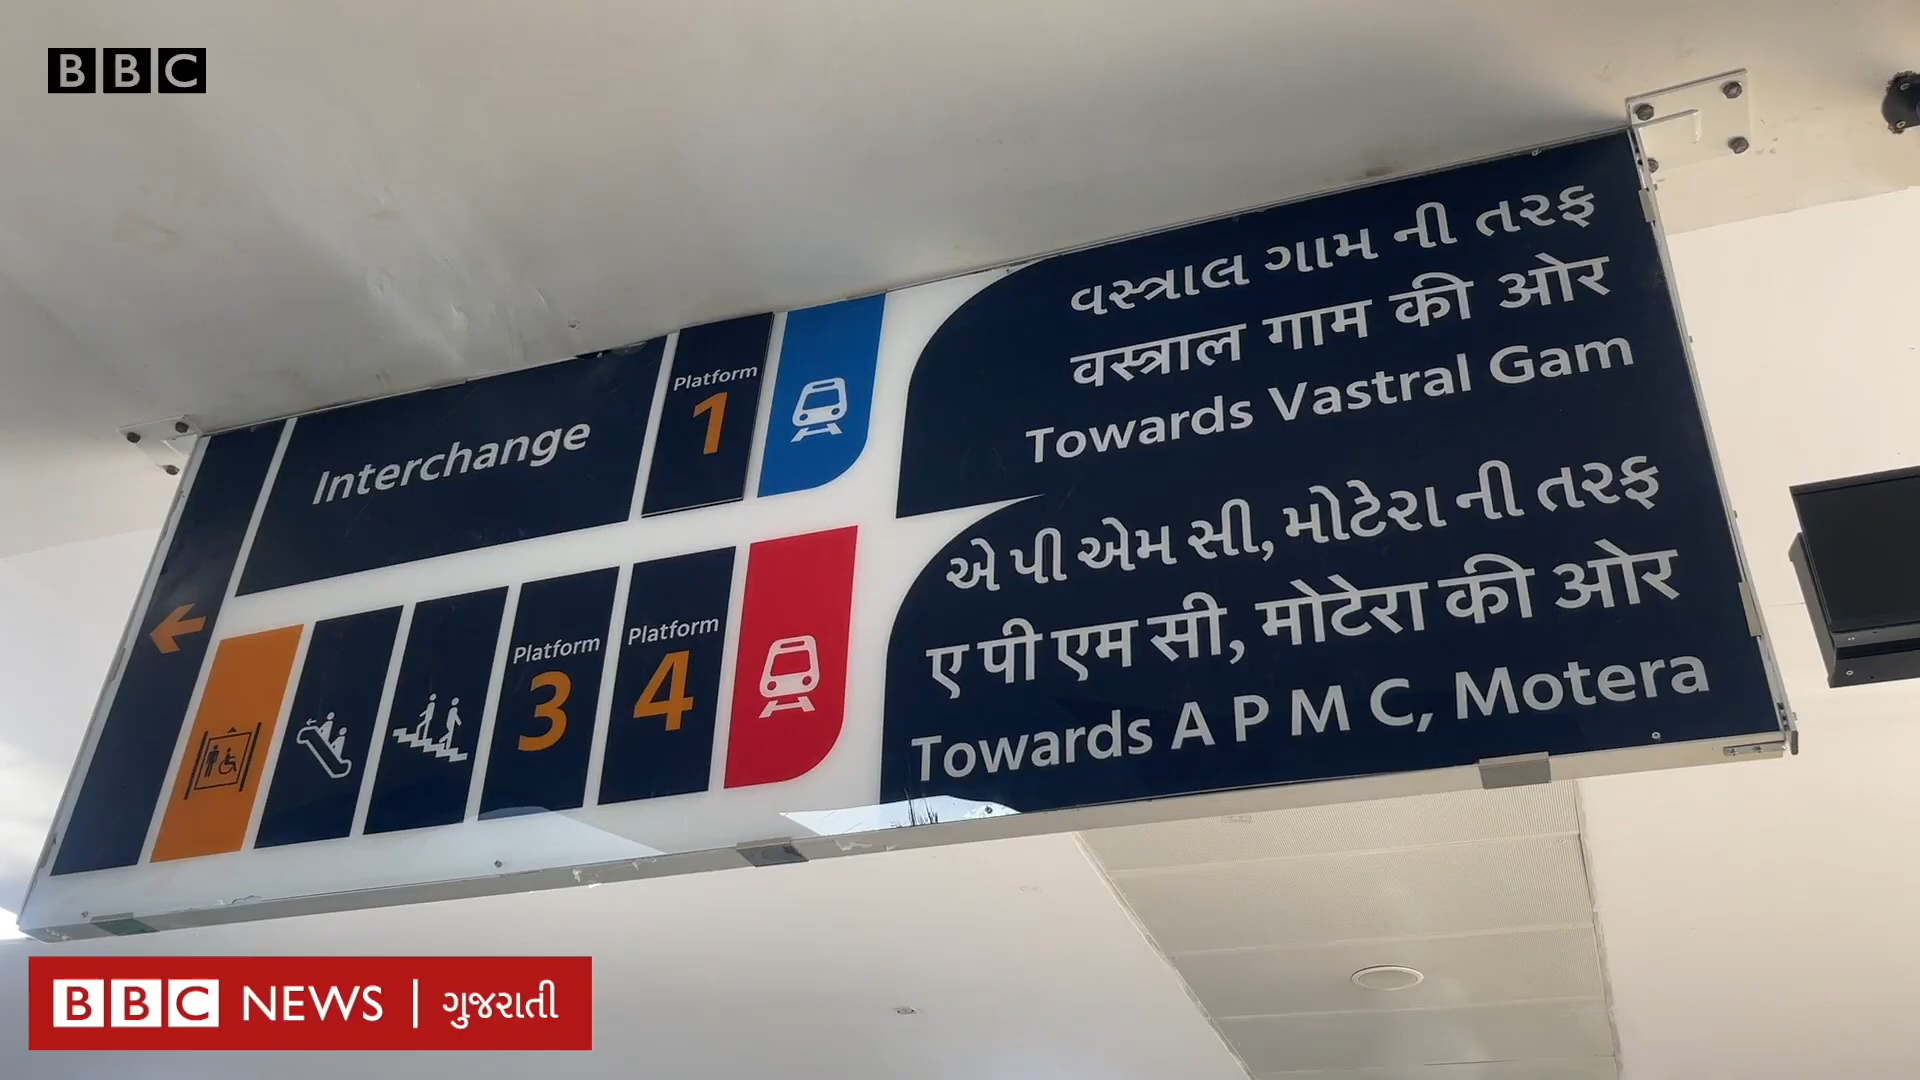 BBC
વસ્ત્રાલ ગામ ની તરફ
वस्त्राल गाम की ओर
Towards Vastral Gam
Interchange
Platform
1
એ પી એમ સી, મોટેરા ની તરફ
ए पी एम सी, मोटेरा की ओर
Towards A P M C, Motera
Platform
3
Platform
4
BBC NEWS | ગુજરાતી